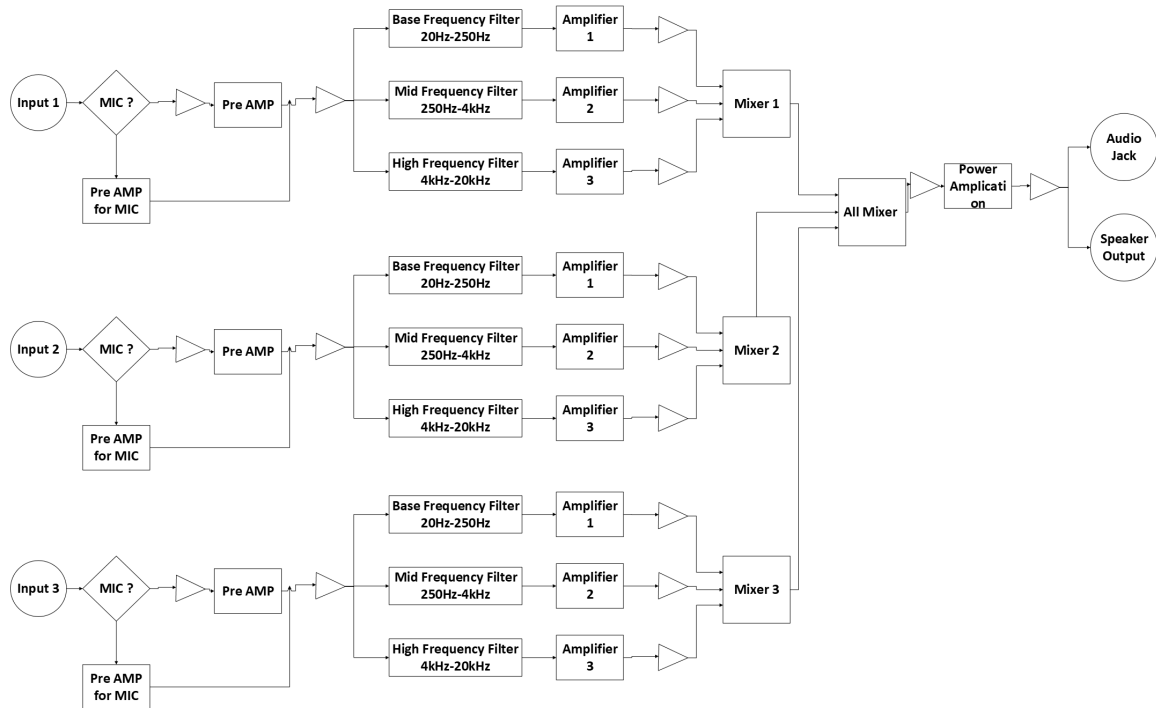 Input 1
MIC ?
Pre AMP
Pre AMP
for MIC
Base Frequency Filter
20Hz-250Hz
Amplifier
1
Mid Frequency Filter
250Hz-4kHz
Amplifier
2
High Frequency Filter
4kHz-20kHz
Amplifier
3
Mixer 1
Input 2
MIC ?
Pre AMP
Pre AMP
for MIC
Base Frequency Filter
20Hz-250Hz
Amplifier
1
Mid Frequency Filter
250Hz-4kHz
Amplifier
2
High Frequency Filter
4kHz-20kHz
Amplifier
3
Mixer 2
Input 3
MIC ?
Pre AMP
Pre AMP
for MIC
Base Frequency Filter
20Hz-250Hz
Amplifier
1
Mid Frequency Filter
250Hz-4kHz
Amplifier
2
High Frequency Filter
4kHz-20kHz
Amplifier
3
Mixer 3
All Mixer
Power
Amplicati
on
Audio
Jack
Speaker
Output